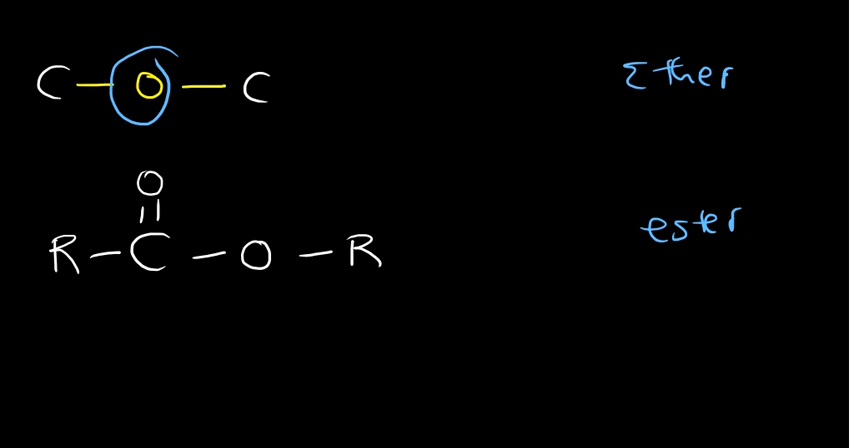 C — O — C Ether
O
||
R — C — O — R ester